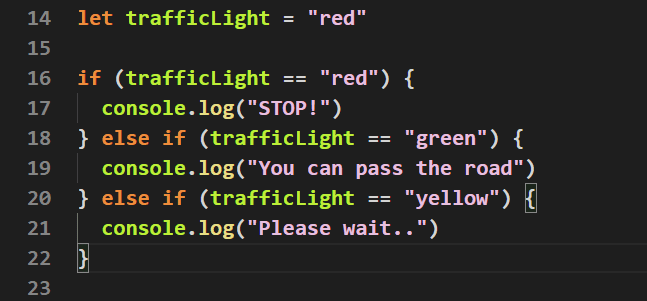 14 let trafficLight = "red"
15
16 if (trafficLight == "red") {
17   console.log("STOP!")
18 } else if (trafficLight == "green") {
19   console.log("You can pass the road")
20 } else if (trafficLight == "yellow") {
21   console.log("Please wait..")
22 }
23